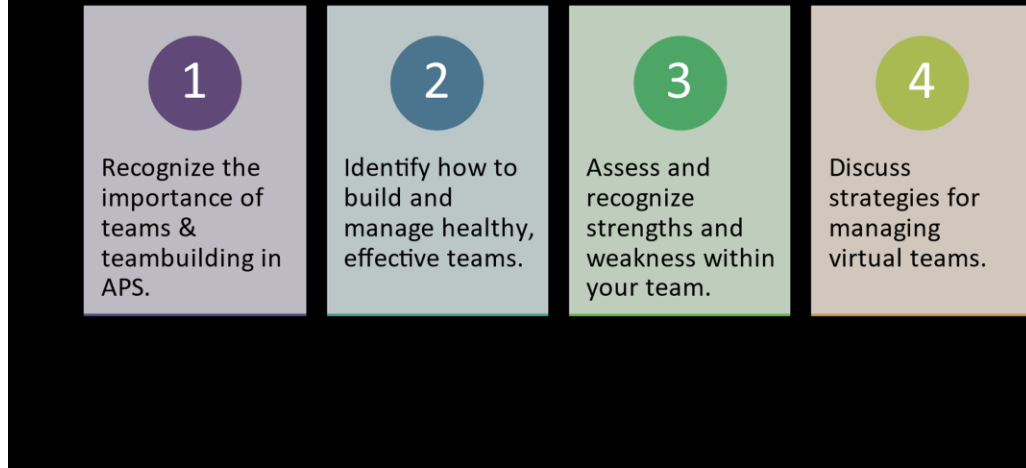 1
Recognize the
importance of
teams &
teambuilding in
APS.
2
Identify how to
build and
manage healthy,
effective teams.
3
Assess and
recognize
strengths and
weakness within
your team.
4
Discuss
strategies for
managing
virtual teams.